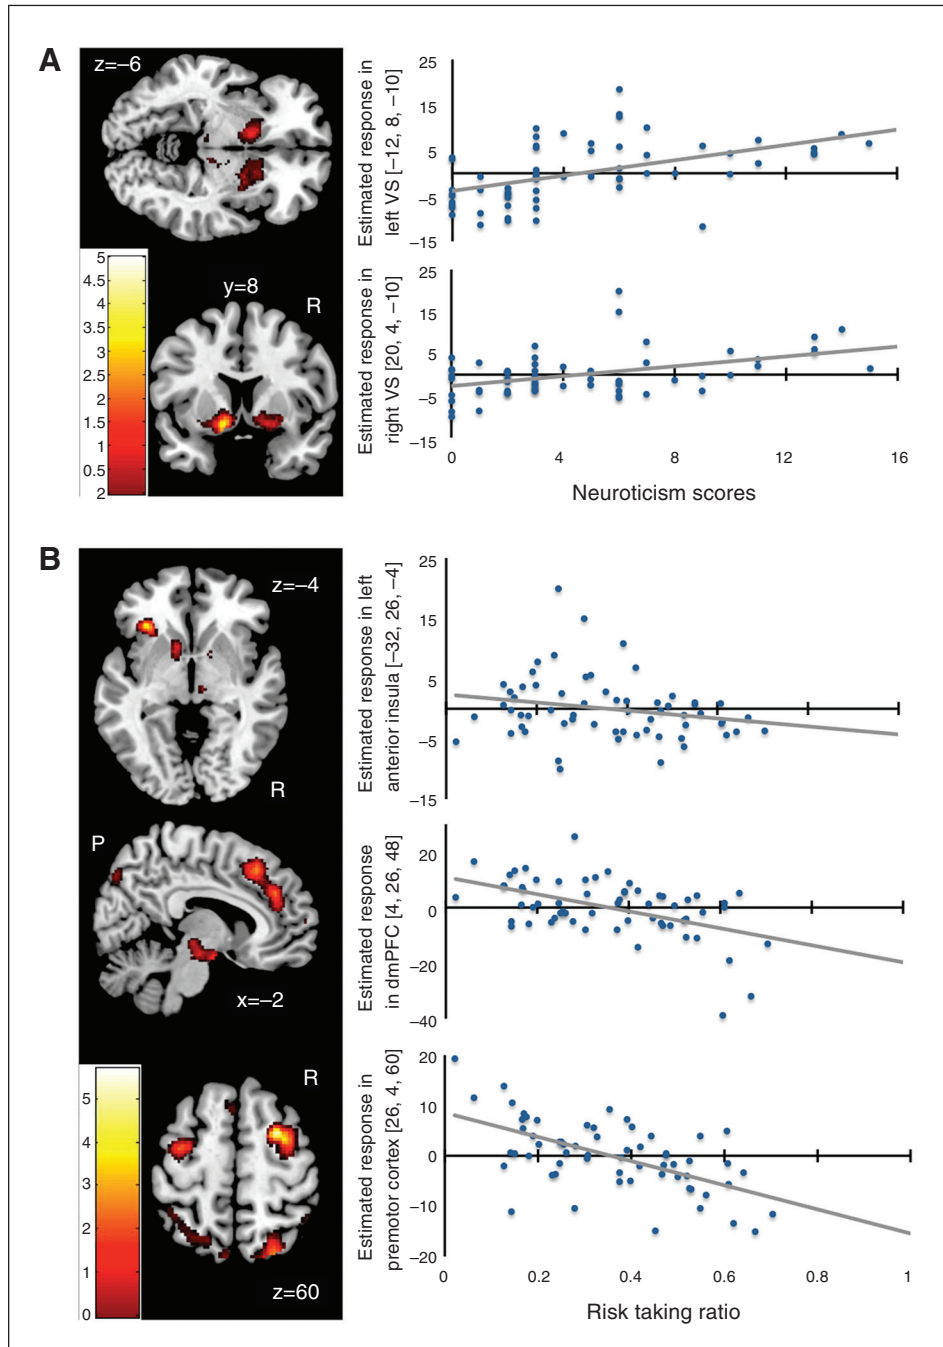 A
z=–6
5
4.5
4
3.5
3
2.5
2
1.5
1
0.5
2
y=8
R
Estimated response in
left VS [–12, 8, –10]
25
15
5
–5
–15
Estimated response in
right VS [20, 4, –10]
25
15
5
–5
–15
0
4
8
12
16
Neuroticism scores
B
z=–4
R
P
x=–2
R
5
4
3
2
1
0
z=60
Estimated response in left
anterior insula [–32, 26, –4]
25
15
5
–5
–15
Estimated response
in dmPFC [4, 26, 48]
20
0
–20
–40
Estimated response in
premotor cortex [26, 4, 60]
20
10
0
–10
–20
0
0.2
0.4
0.6
0.8
1
Risk taking ratio